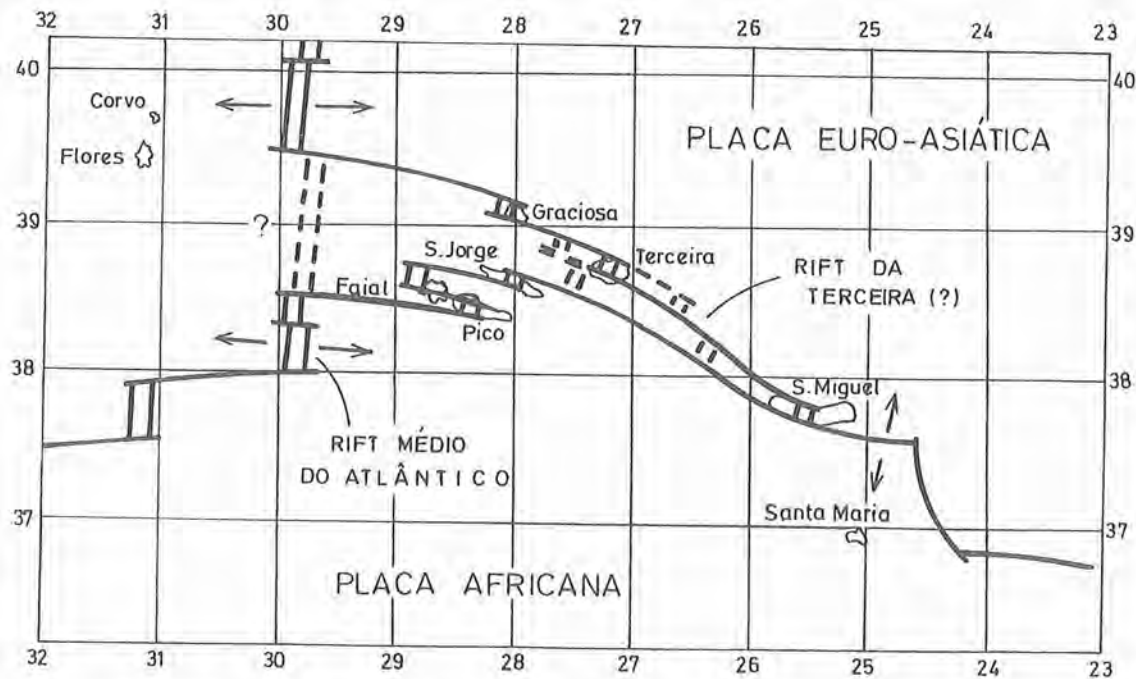 32 31 30 29 28 27 26 25 24 23
40 40
Corvo
PLACA EURO-ASIÁTICA
Flores
39 Graciosa 39
?
S. Jorge Terceira
RIFT DA
TERCEIRA (?)
Faial
Pico
38 38
S. Miguel
RIFT MÉDIO
DO ATLÂNTICO
37 Santa Maria 37
PLACA AFRICANA
32 31 30 29 28 27 26 25 24 23